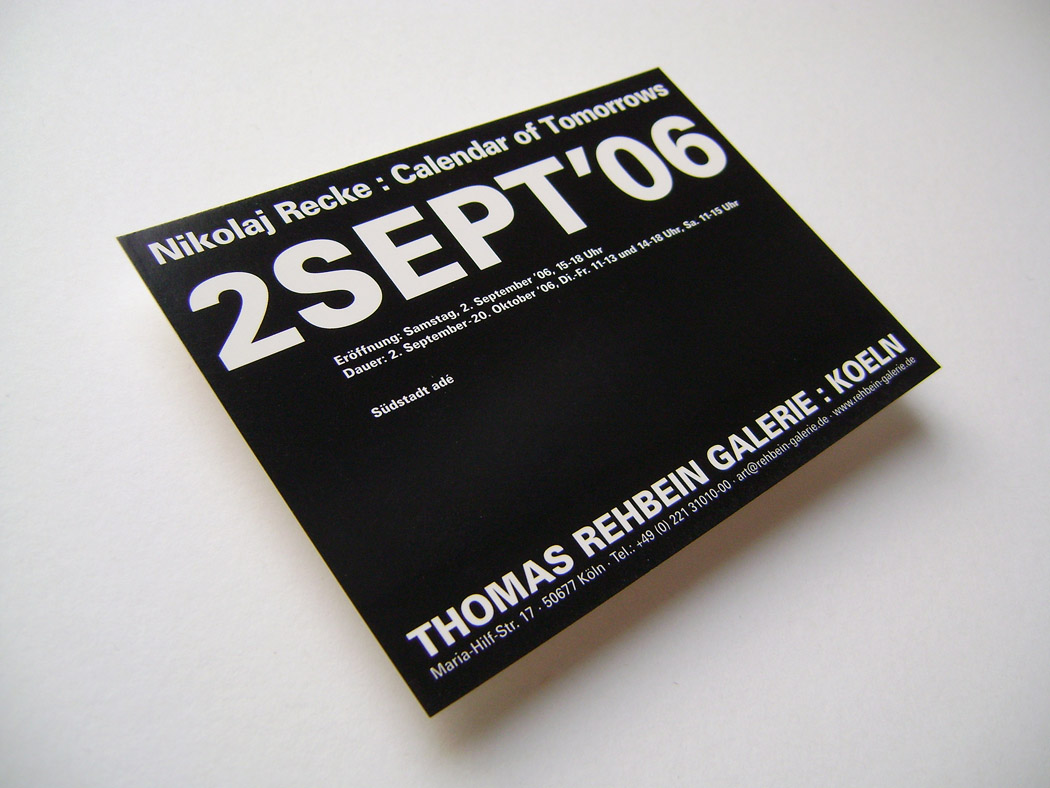 Nikolaj Recke : Calendar of Tomorrows
2SEPT'06
Eröffnung: Samstag, 2. September '06, 15-18 Uhr
Dauer: 2. September-20. Oktober '06, Di.-Fr. 11-13 und 14-18 Uhr, Sa. 11-15 Uhr
Südstadt adé
THOMAS REHBEIN GALERIE : KOELN
Maria-Hilf-Str. 17 · 50677 Köln · Tel.: +49 (0) 221 31010-00 · art@rehbein-galerie.de · www.rehbein-galerie.de